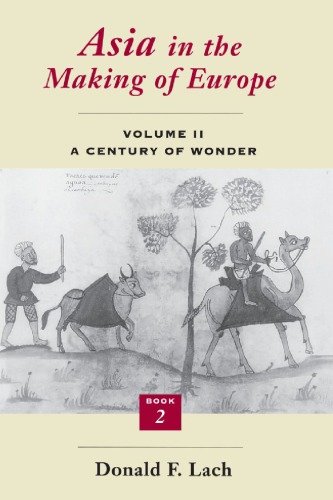 Asia in the
Making of Europe
VOLUME II
A CENTURY OF WONDER
BOOK
2
Donald F. Lach